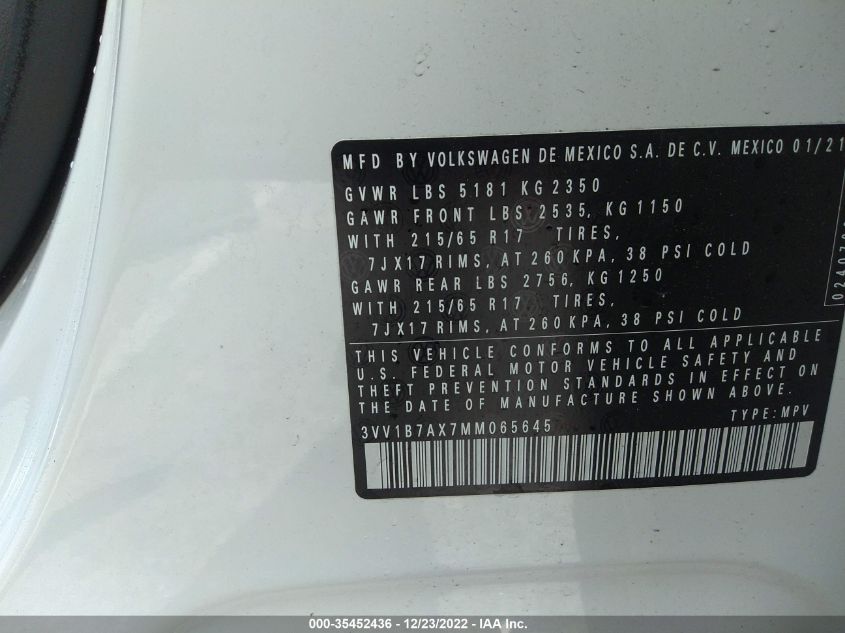 MFD BY VOLKSWAGEN DE MEXICO S.A. DE C.V. MEXICO 01/21
GVWR LBS 5181 KG 2350
GAWR FRONT LBS 2535, KG 1150
WITH 215/65 R17 TIRES,
7JX17 RIMS, AT 260 KPA, 38 PSI COLD
GAWR REAR LBS 2756, KG 1250
WITH 215/65 R17 TIRES,
7JX17 RIMS, AT 260 KPA, 38 PSI COLD
THIS VEHICLE CONFORMS TO ALL APPLICABLE
U.S. FEDERAL MOTOR VEHICLE SAFETY AND
THEFT PREVENTION STANDARDS IN EFFECT ON
THE DATE OF MANUFACTURE SHOWN ABOVE.
3VV1B7AX7MM065645 TYPE: MPV
000-35452436 - 12/23/2022 - IAA Inc.